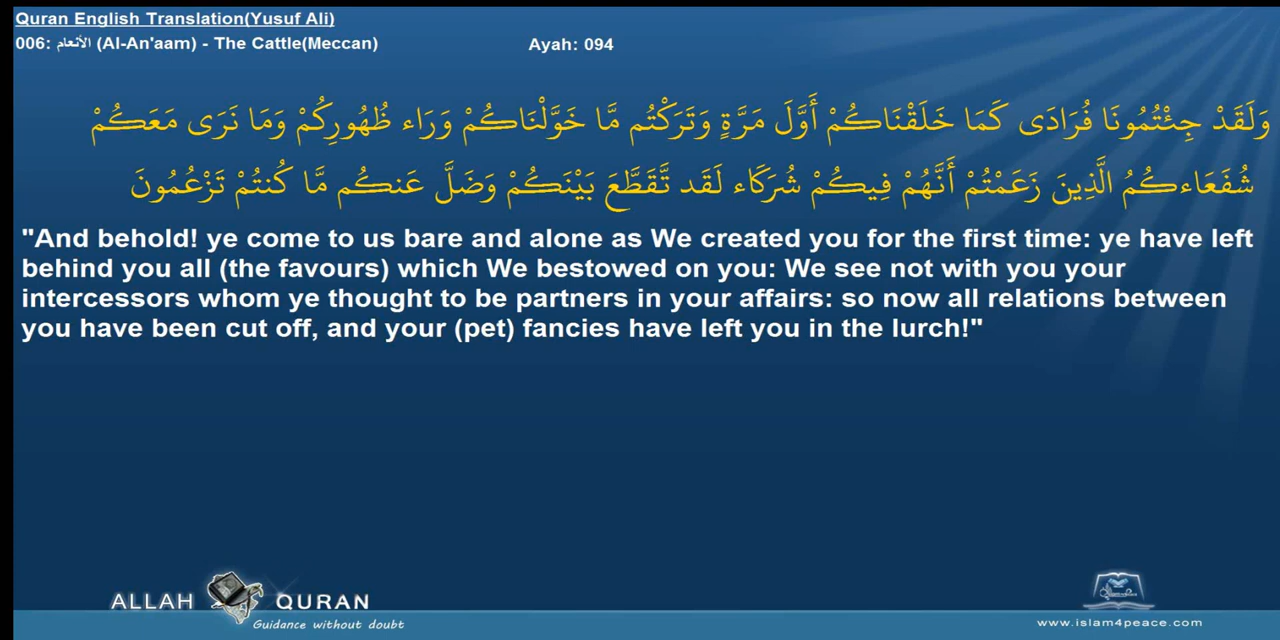 Quran English Translation(Yusuf Ali)
006: الأنعام (Al-An'aam) - The Cattle(Meccan)
Ayah: 094
وَلَقَدْ جِئْتُمُونَا فُرَادَى كَمَا خَلَقْنَاكُمْ أَوَّلَ مَرَّةٍ وَتَرَكْتُم مَّا خَوَّلْنَاكُمْ وَرَاء ظُهُورِكُمْ وَمَا نَرَى مَعَكُمْ
شُفَعَاءكُمُ الَّذِينَ زَعَمْتُمْ أَنَّهُمْ فِيكُمْ شُرَكَاء لَقَد تَّقَطَّعَ بَيْنَكُمْ وَضَلَّ عَنكُم مَّا كُنتُمْ تَزْعُمُونَ
"And behold! ye come to us bare and alone as We created you for the first time: ye have left
behind you all (the favours) which We bestowed on you: We see not with you your
intercessors whom ye thought to be partners in your affairs: so now all relations between
you have been cut off, and your (pet) fancies have left you in the lurch!"
ALLAH QURAN
Guidance without doubt
www.islam4peace.com